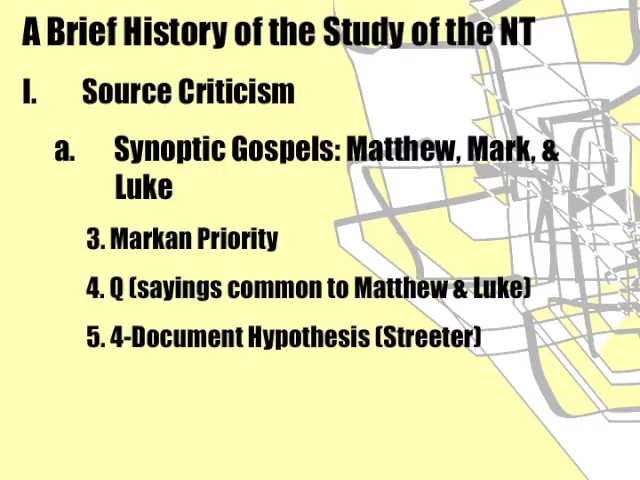 A Brief History of the Study of the NT
I. Source Criticism
a. Synoptic Gospels: Matthew, Mark, &
Luke
3. Markan Priority
4. Q (sayings common to Matthew & Luke)
5. 4-Document Hypothesis (Streeter)